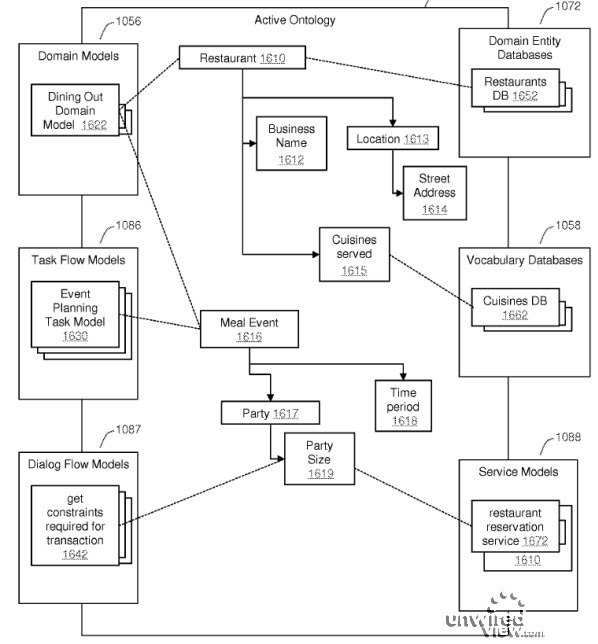 1056
Active Ontology
1072
Domain Models
Dining Out
Domain
Model 1622
Restaurant 1610
Domain Entity
Databases
Restaurants
DB 1652
Business
Name
1612
Location 1613
Street
Address
1614
1086
1058
Task Flow Models
Event
Planning
Task Model
1630
Cuisines
served
1615
Vocabulary Databases
Cuisines DB
1662
Meal Event
1616
Time
period
1618
Party 1617
1087
1088
Dialog Flow Models
get
constraints
required for
transaction
1642
Party
Size
1619
Service Models
restaurant
reservation
service 1672
1610
unwired
view.com